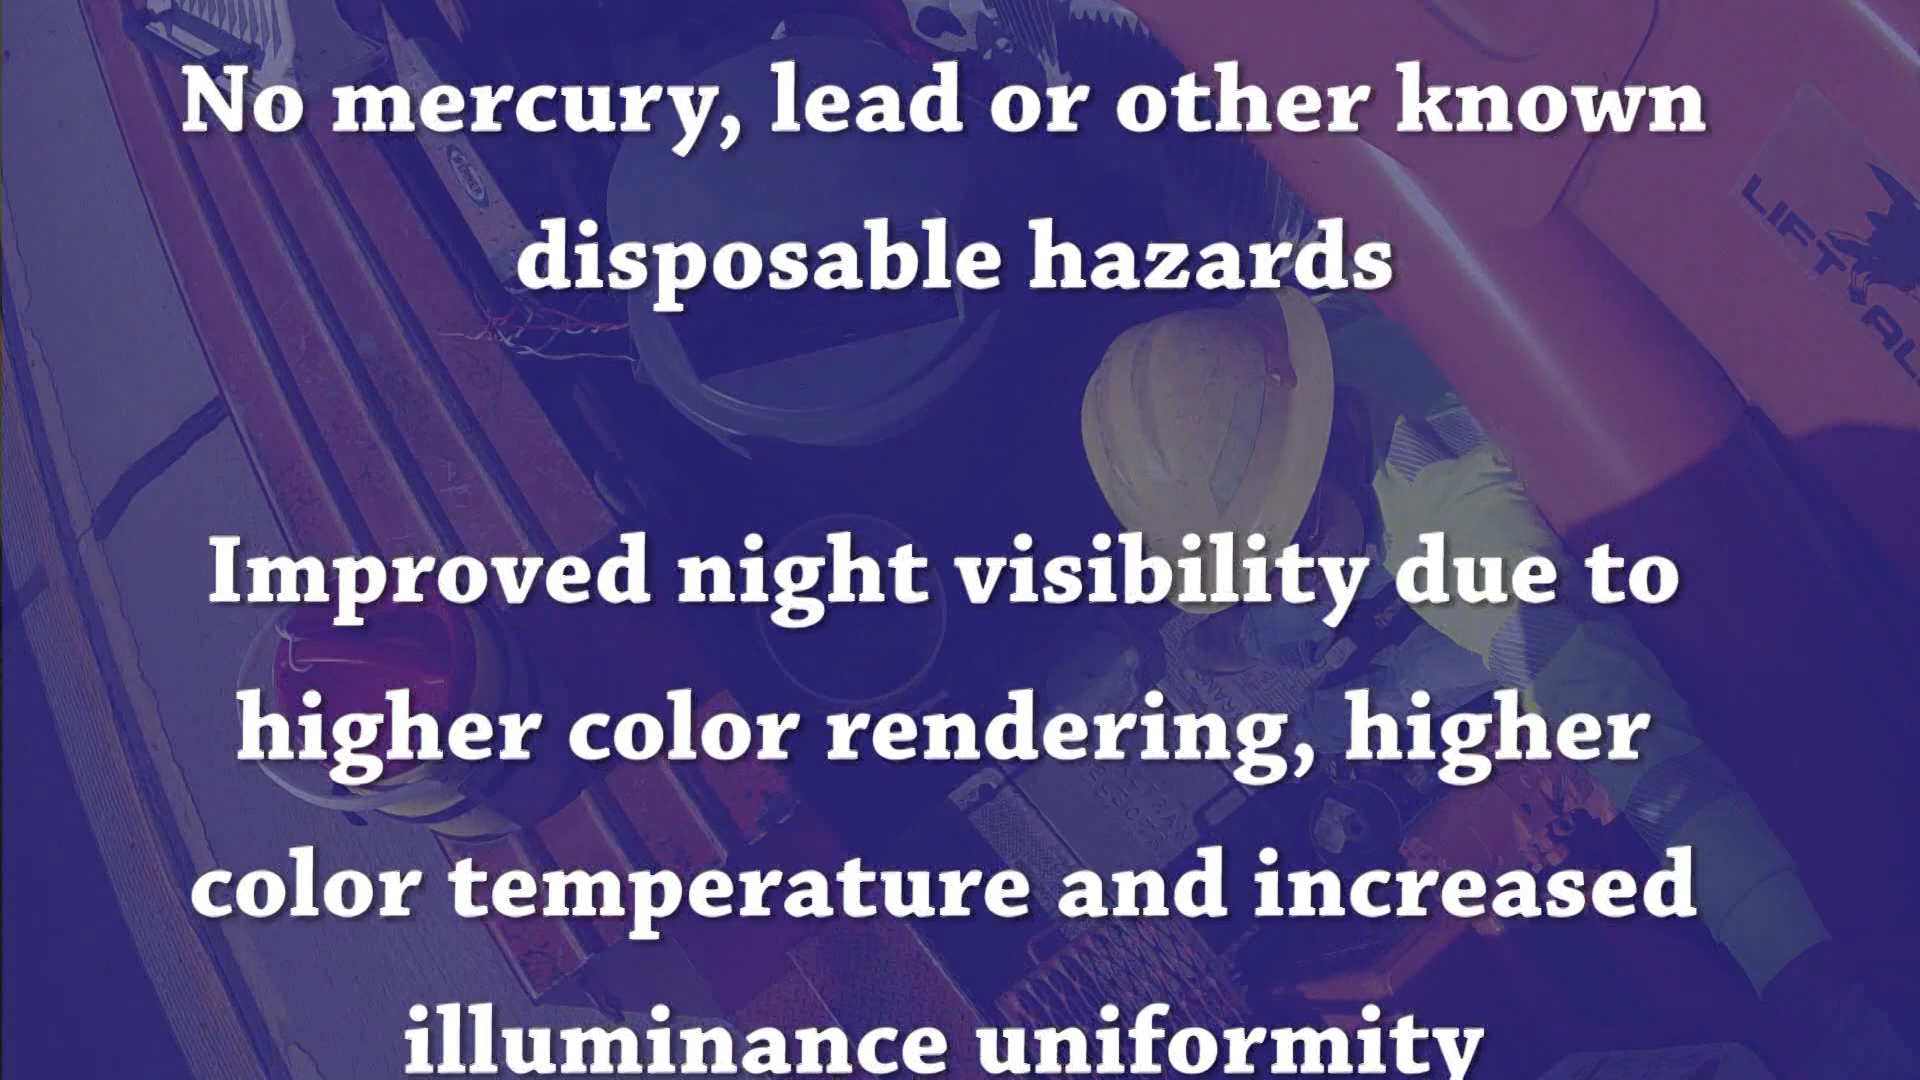 No mercury, lead or other known
disposable hazards
LIFT
Improved night visibility due to
higher color rendering, higher
color temperature and increased
illuminance uniformity